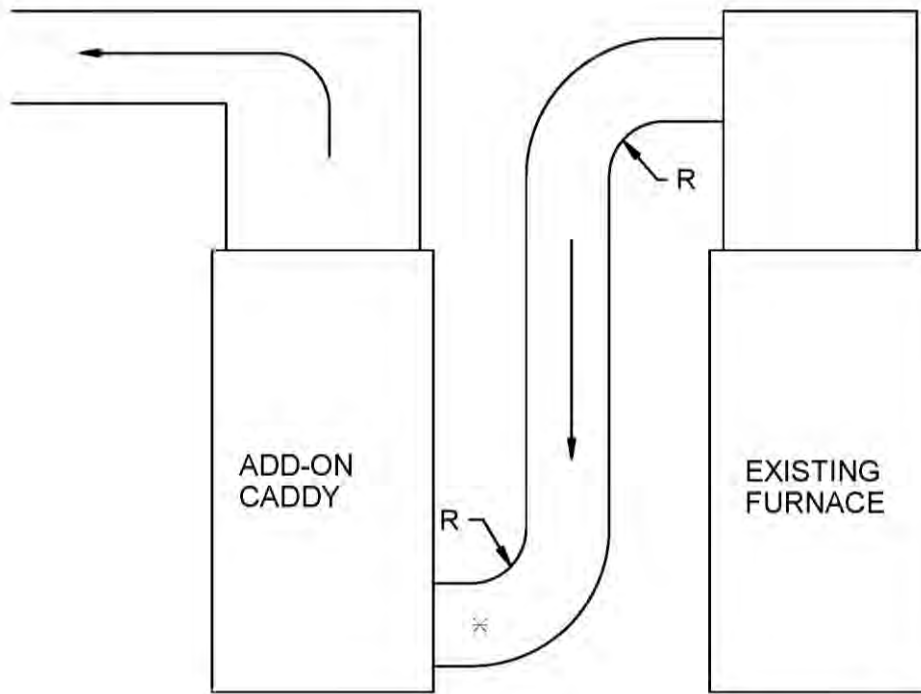 R
ADD-ON
CADDY
R
EXISTING
FURNACE
*